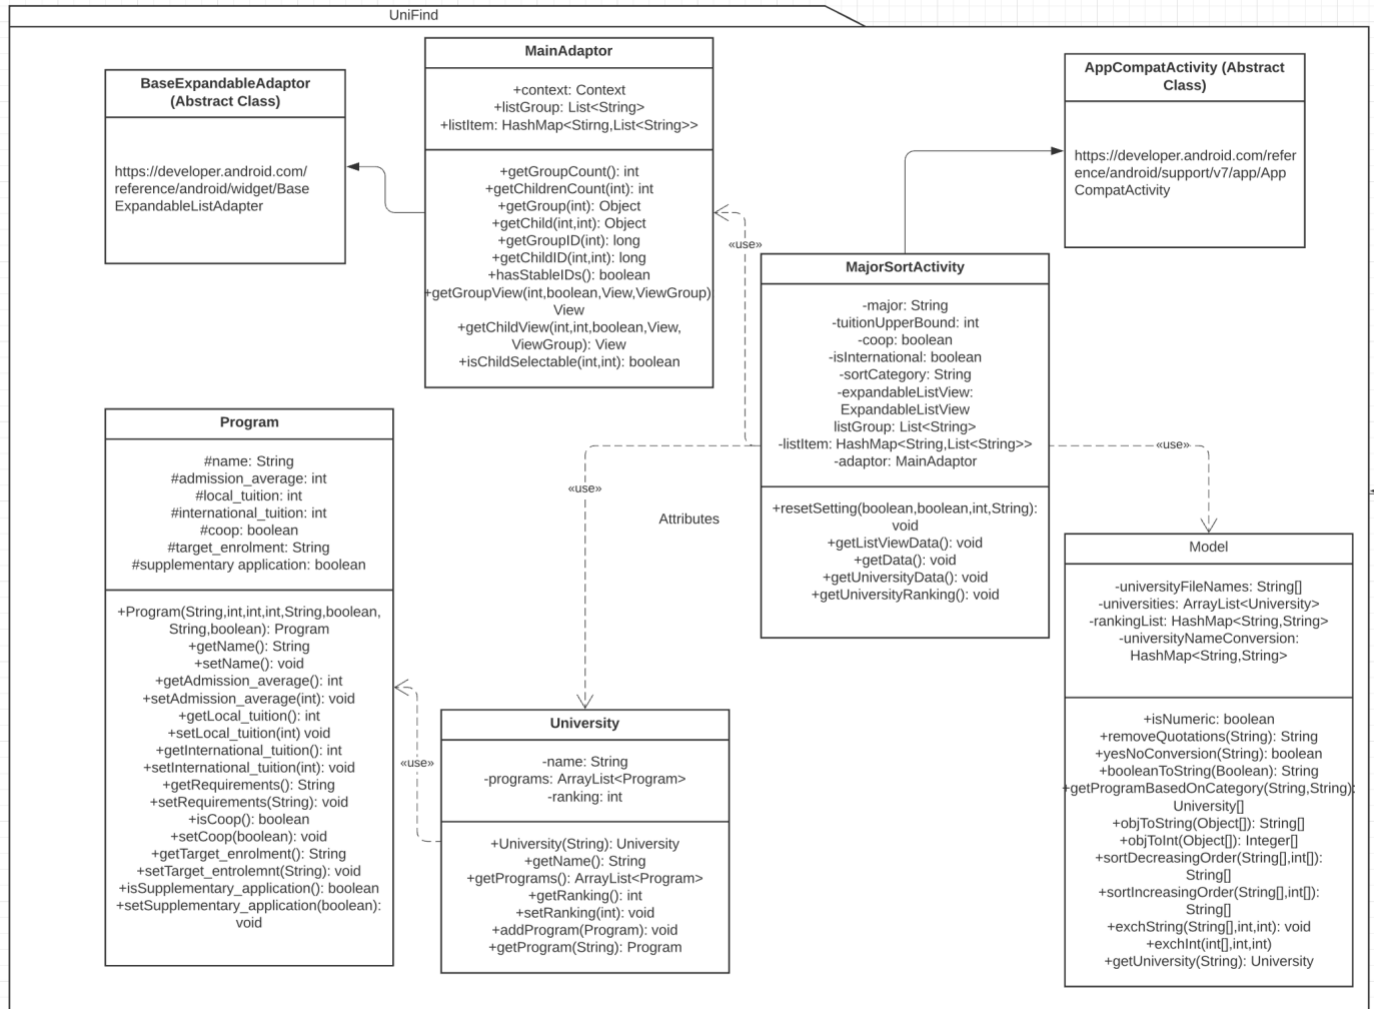 UniFind
BaseExpandableAdaptor
(Abstract Class)
https://developer.android.com/
reference/android/widget/Base
ExpandableListAdapter
MainAdaptor
+context: Context
+listGroup: List<String>
+listItem: HashMap<Stirng,List<String>>
+getGroupCount(): int
+getChildrenCount(int): int
+getGroup(int): Object
+getChild(int,int): Object
+getGroupID(int): long
+getChildID(int,int): long
+hasStableIDs(): boolean
+getGroupView(int,boolean,View,ViewGroup)
View
+getChildView(int,int,boolean,View,
ViewGroup): View
+isChildSelectable(int,int): boolean
AppCompatActivity (Abstract
Class)
https://developer.android.com/refer
ence/android/support/v7/app/App
CompatActivity
«use»
MajorSortActivity
-major: String
-tuitionUpperBound: int
-coop: boolean
-isInternational: boolean
-sortCategory: String
-expandableListView:
ExpandableListView
listGroup: List<String>
-listItem: HashMap<String,List<String>>
-adaptor: MainAdaptor
+resetSetting(boolean,boolean,int,String):
void
+getListViewData(): void
+getData(): void
+getUniversityData(): void
+getUniversityRanking(): void
«use»
«use»
Attributes
Program
#name: String
#admission_average: int
#local_tuition: int
#international_tuition: int
#coop: boolean
#target_enrolment: String
#supplementary application: boolean
+Program(String,int,int,int,String,boolean,
String,boolean): Program
+getName(): String
+setName(): void
+getAdmission_average(): int
+setAdmission_average(int): void
+getLocal_tuition(): int
+setLocal_tuition(int) void
+getInternational_tuition(): int
+setInternational_tuition(int): void
+getRequirements(): String
+setRequirements(String): void
+isCoop(): boolean
+setCoop(boolean): void
+getTarget_enrolment(): String
+setTarget_entrolemnt(String): void
+isSupplementary_application(): boolean
+setSupplementary_application(boolean):
void
«use»
University
-name: String
-programs: ArrayList<Program>
-ranking: int
+University(String): University
+getName(): String
+getPrograms(): ArrayList<Program>
+getRanking(): int
+setRanking(int): void
+addProgram(Program): void
+getProgram(String): Program
Model
-universityFileNames: String[]
-universities: ArrayList<University>
-rankingList: HashMap<String,String>
-universityNameConversion:
HashMap<String,String>
+isNumeric: boolean
+removeQuotations(String): String
+yesNoConversion(String): boolean
+booleanToString(Boolean): String
+getProgramBasedOnCategory(String,String):
University[]
+objToString(Object[]): String[]
+objToInt(Object[]): Integer[]
+sortDecreasingOrder(String[],int[]):
String[]
+sortIncreasingOrder(String[],int[]):
String[]
+exchString(String[],int,int): void
+exchInt(int[],int,int)
+getUniversity(String): University